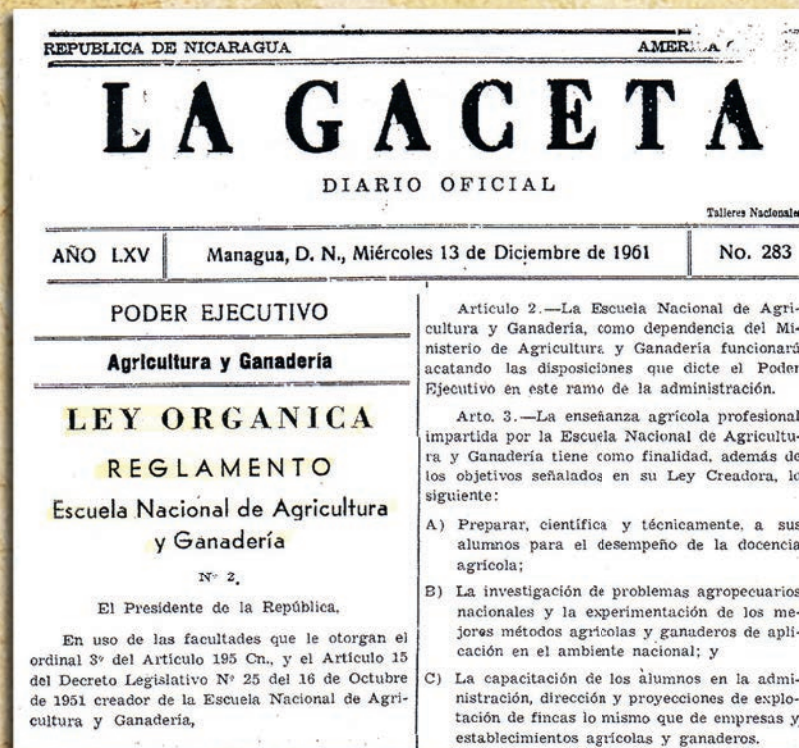 REPUBLICA DE NICARAGUA
LA GACETA
DIARIO OFICIAL
Talleres Nacionales
AÑO LXV
Managua, D. N., Miércoles 13 de Diciembre de 1961
No. 283
PODER EJECUTIVO
Agricultura y Ganadería
LEY ORGANICA
REGLAMENTO
Escuela Nacional de Agricultura
y Ganadería
Nº 2.
El Presidente de la República,
En uso de las facultades que le otorgan el
ordinal 3º del Artículo 195 Cn., y el Artículo 15
del Decreto Legislativo Nº 25 del 16 de Octubre
de 1951 creador de la Escuela Nacional de Agri-
cultura y Ganadería,
Artículo 2.—La Escuela Nacional de Agri-
cultura y Ganadería, como dependencia del Mi-
nisterio de Agricultura y Ganadería funcionará
acatando las disposiciones que dicte el Poder
Ejecutivo en este ramo de la administración.
Arto. 3.—La enseñanza agrícola profesional
impartida por la Escuela Nacional de Agricultu-
ra y Ganadería tiene como finalidad, además de
los objetivos señalados en su Ley Creadora, lo
siguiente:
A) Preparar, científica y técnicamente, a sus
alumnos para el desempeño de la docencia
agrícola;
B) La investigación de problemas agropecuarios
nacionales y la experimentación de los me-
jores métodos agrícolas y ganaderos de apli-
cación en el ambiente nacional; y
C) La capacitación de los alumnos en la admi-
nistración, dirección y proyecciones de explo-
tación de fincas lo mismo que de empresas y
establecimientos agrícolas y ganaderos.